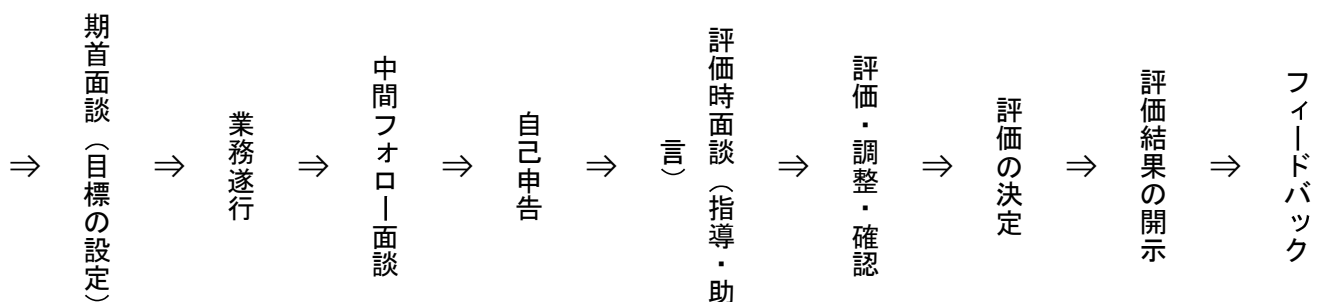 ⇒
期首面談（目標の設定）
⇒
業務遂行
⇒
中間フォロー面談
⇒
自己申告
⇒
評価時面談（指導・助
言）
⇒
評価・調整・確認
⇒
評価の決定
⇒
評価結果の開示
⇒
フィードバック